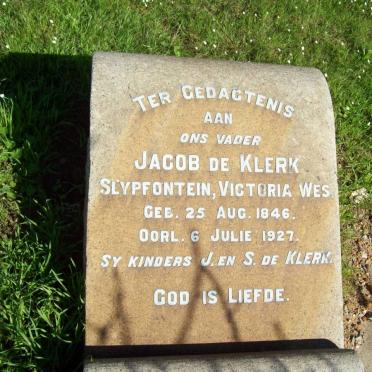 TER GEDACTENIS
AAN
ONS VADER
JACOB DE KLERK
SLYPFONTEIN, VICTORIA WES
GEB. 25 AUG. 1846.
OORL. 6 JULIE 1927.
SY KINDERS J. EN S. DE KLERK.
GOD IS LIEFDE.